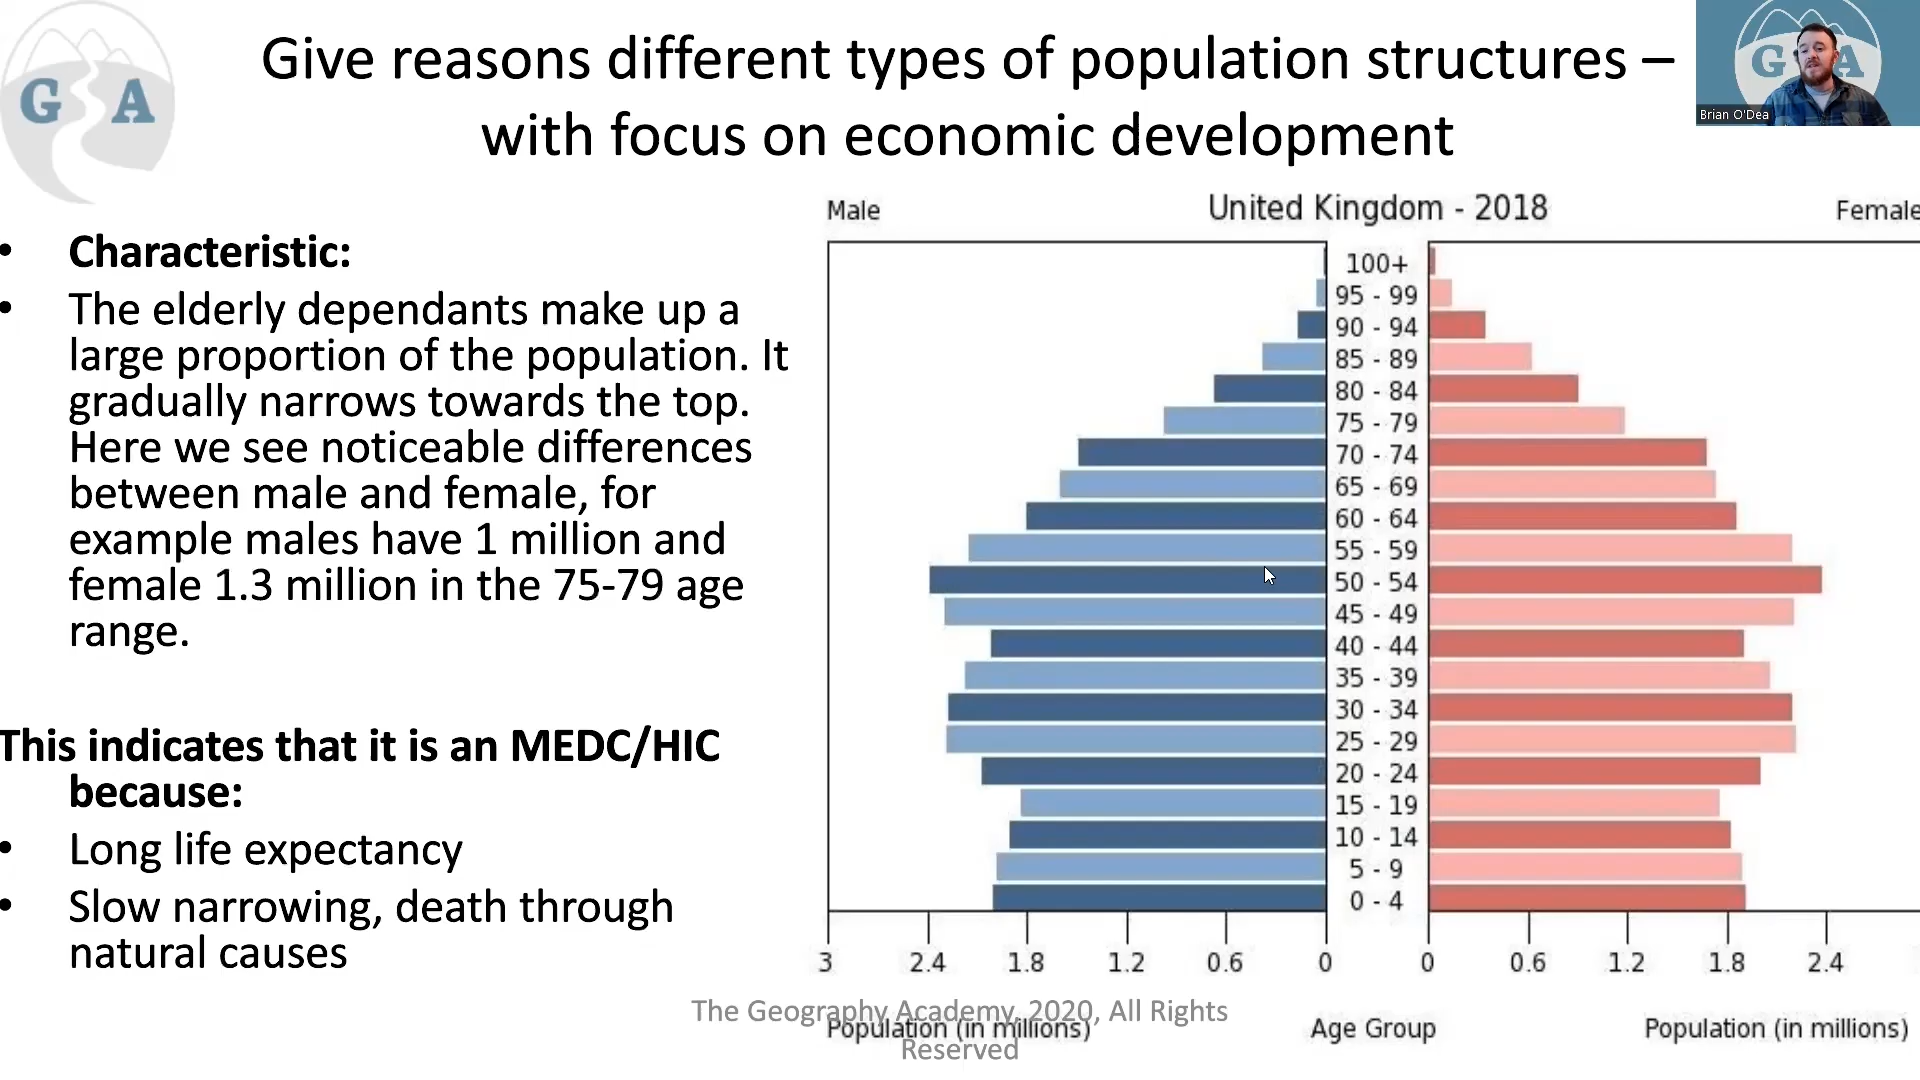 G A
Give reasons different types of population structures –
with focus on economic development
G A
Brian O'Dea
• Characteristic:
• The elderly dependants make up a
large proportion of the population. It
gradually narrows towards the top.
Here we see noticeable differences
between male and female, for
example males have 1 million and
female 1.3 million in the 75-79 age
range.
This indicates that it is an MEDC/HIC
because:
• Long life expectancy
• Slow narrowing, death through
natural causes
Male United Kingdom - 2018 Female
100+
95 - 99
90 - 94
85 - 89
80 - 84
75 - 79
70 - 74
65 - 69
60 - 64
55 - 59
50 - 54
45 - 49
40 - 44
35 - 39
30 - 34
25 - 29
20 - 24
15 - 19
10 - 14
5 - 9
0 - 4
3 2.4 1.8 1.2 0.6 0 0 0.6 1.2 1.8 2.4
Population (in millions) Age Group Population (in millions)
The Geography Academy, 2020, All Rights
Reserved